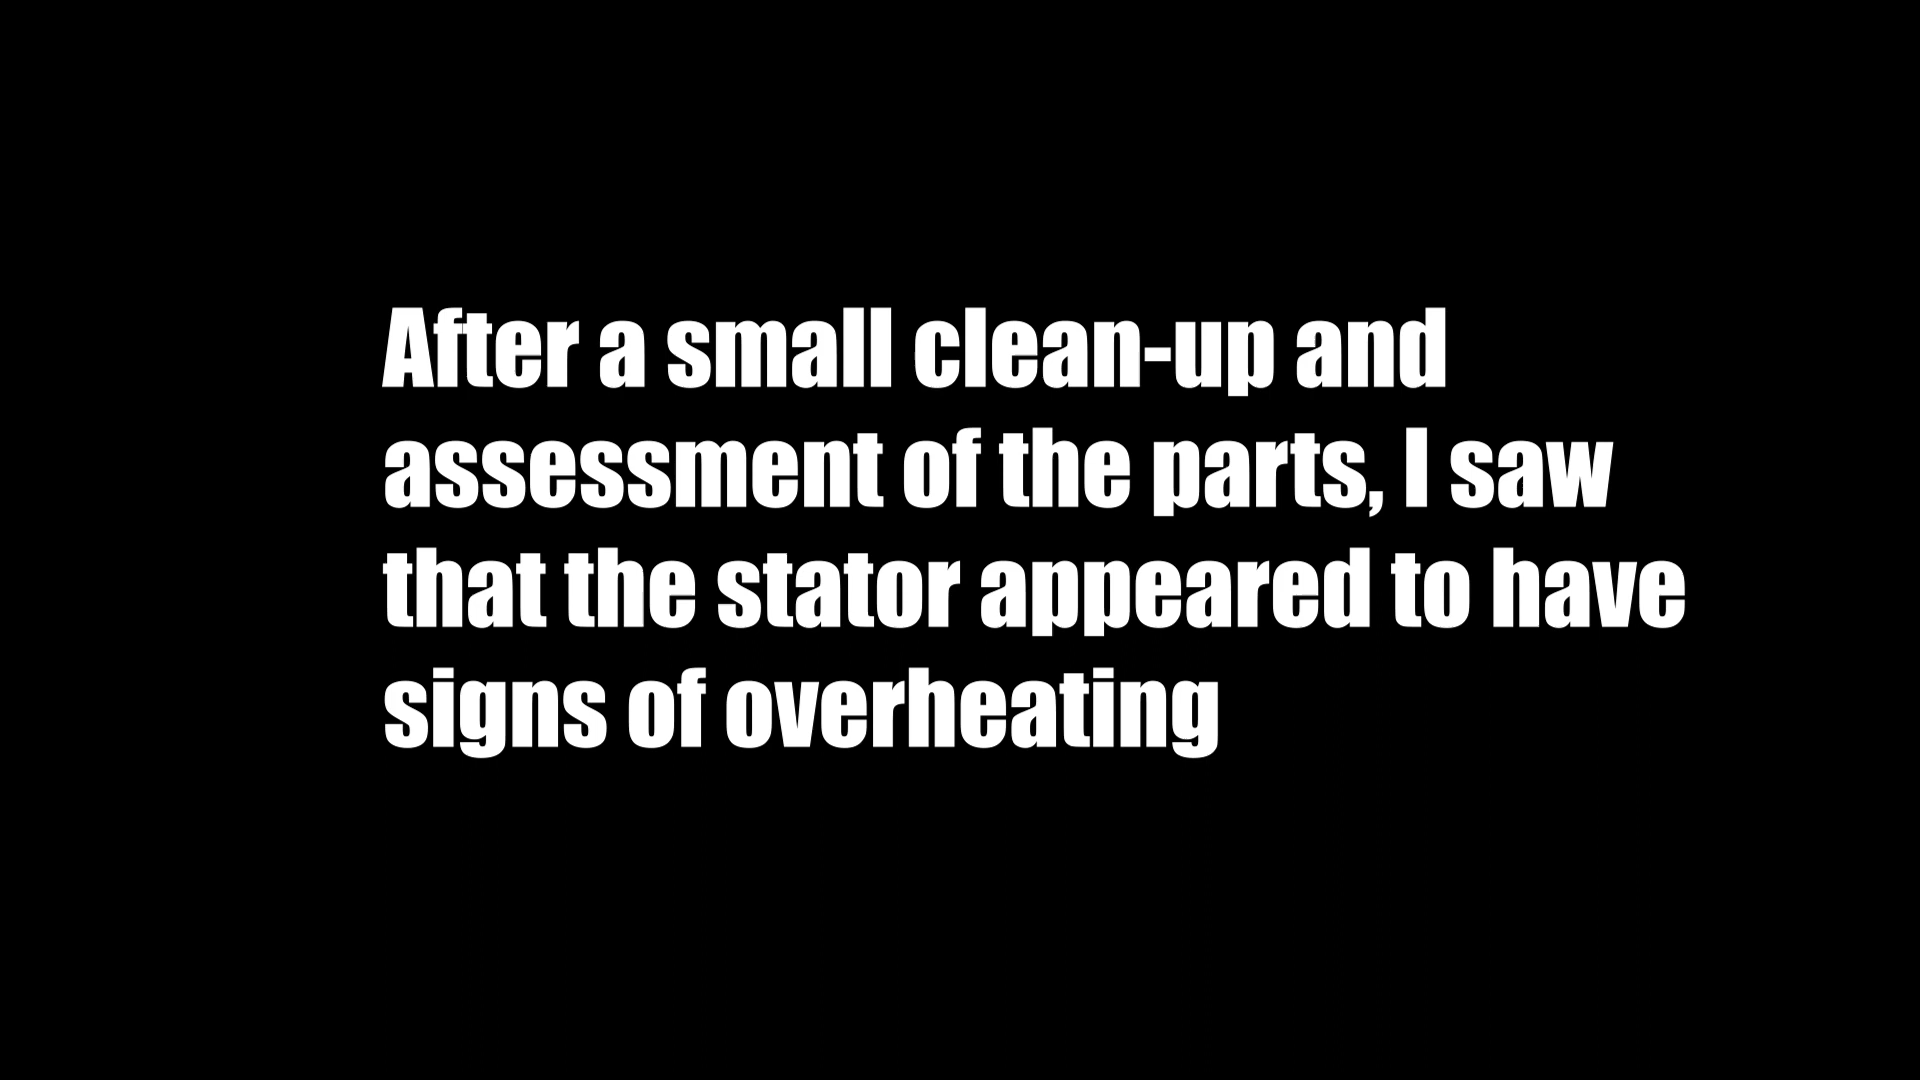 After a small clean-up and
assessment of the parts, I saw
that the stator appeared to have
signs of overheating